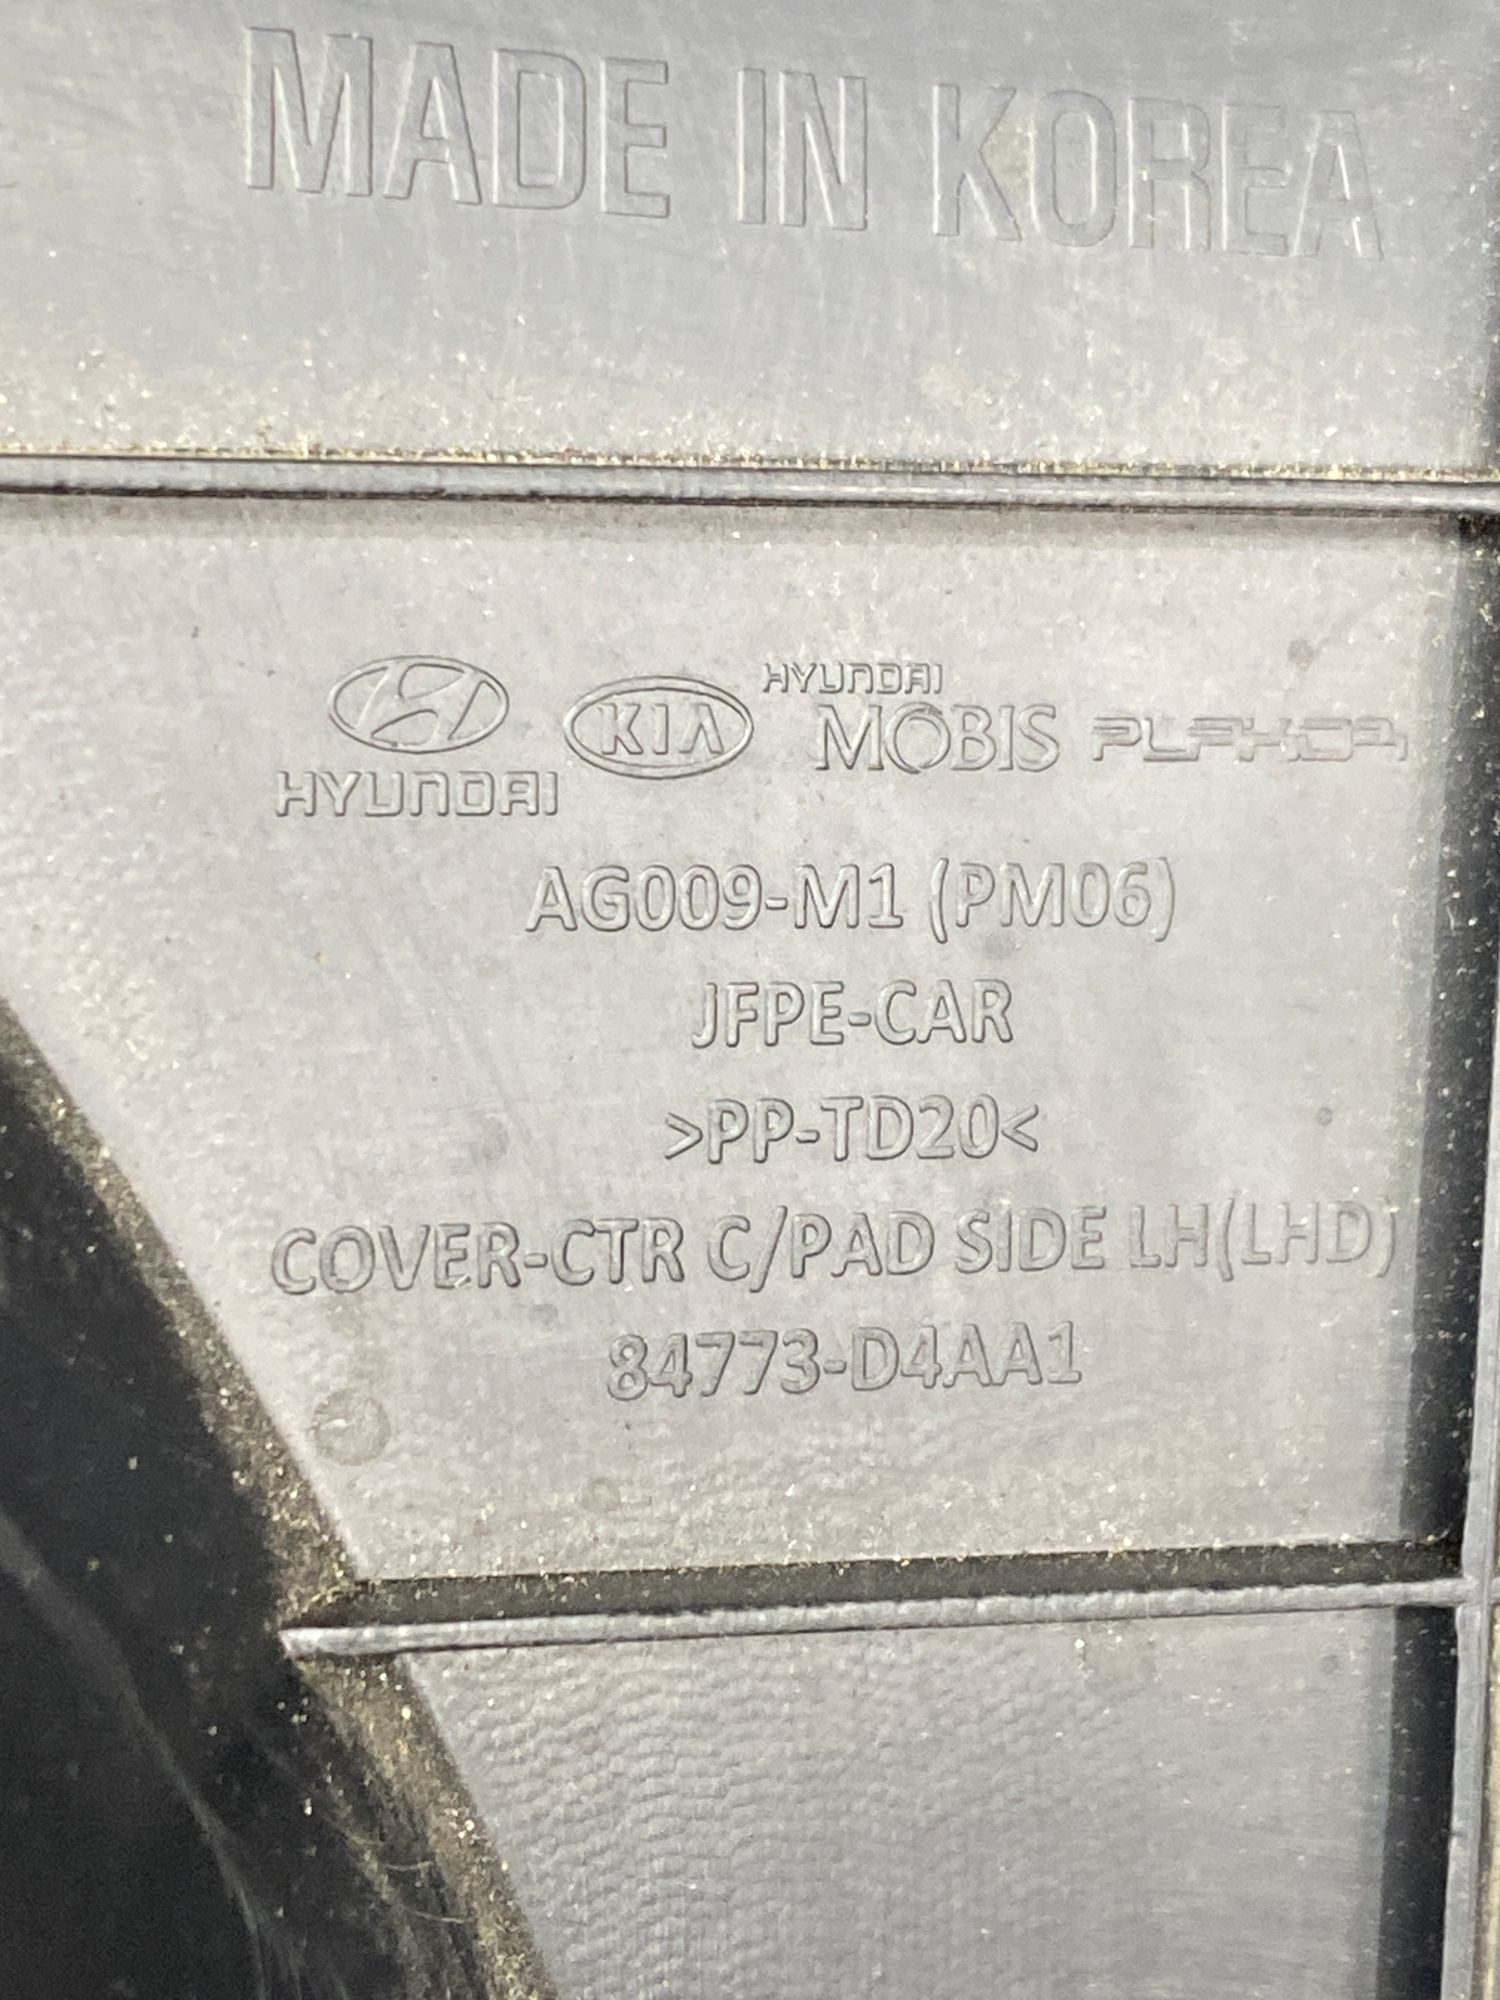 MADE IN KOREA
HYUNDAI KIA HYUNDAI MOBIS PLAKOR
AG009-M1 (PM06)
JFPE-CAR
>PP-TD20<
COVER-CTR C/PAD SIDE LH(LHD)
84773-D4AA1